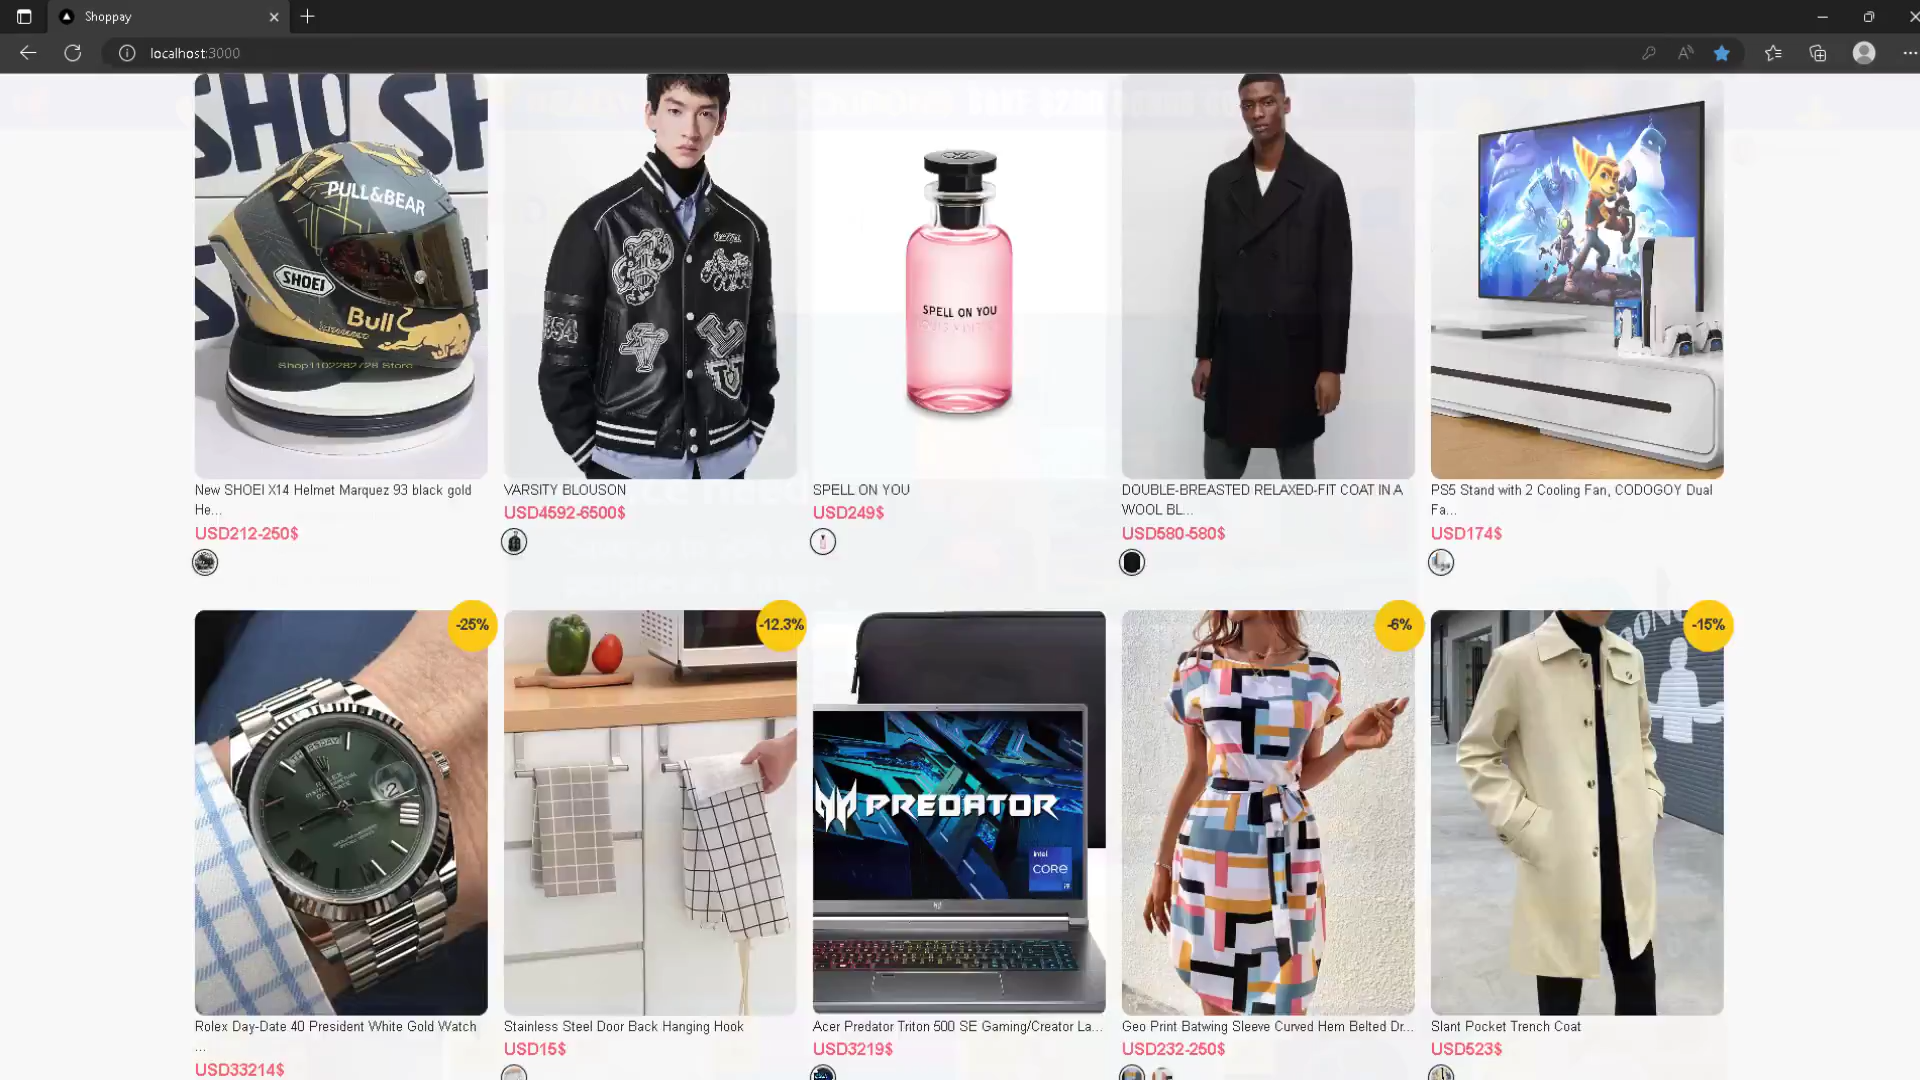 Shoppay
localhost:3000
SHO SH
PULL&BEAR
SHOEI
Bull
Shop1102282728 Store
SPELL ON YOU
New SHOEI X14 Helmet Marquez 93 black gold
He...
USD212-250$
VARSITY BLOUSON
USD4592-6500$
SPELL ON YOU
USD249$
DOUBLE-BREASTED RELAXED-FIT COAT IN A
WOOL BL...
USD580-580$
PS5 Stand with 2 Cooling Fan, CODOGOY Dual
Fa...
USD174$
-25%
-12.3%
-6%
-15%
PREDATOR
intel
CORE
i9
Rolex Day-Date 40 President White Gold Watch
...
USD33214$
Stainless Steel Door Back Hanging Hook
USD15$
Acer Predator Triton 500 SE Gaming/Creator La...
USD3219$
Geo Print Batwing Sleeve Curved Hem Belted Dr...
USD232-250$
Slant Pocket Trench Coat
USD523$